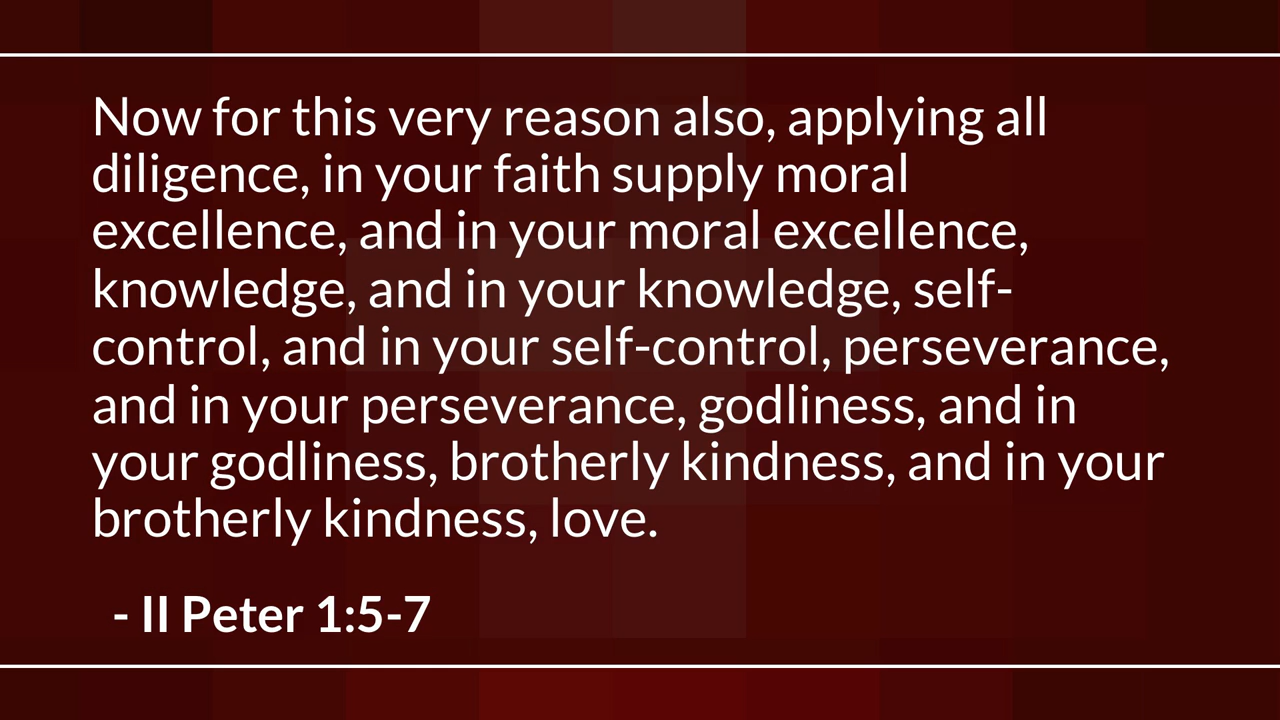 Now for this very reason also, applying all
diligence, in your faith supply moral
excellence, and in your moral excellence,
knowledge, and in your knowledge, self-
control, and in your self-control, perseverance,
and in your perseverance, godliness, and in
your godliness, brotherly kindness, and in your
brotherly kindness, love.
- II Peter 1:5-7